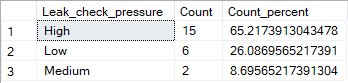 Leak_check_pressure Count Count_percent
1 High 15 65.2173913043478
2 Low 6 26.0869565217391
3 Medium 2 8.69565217391304